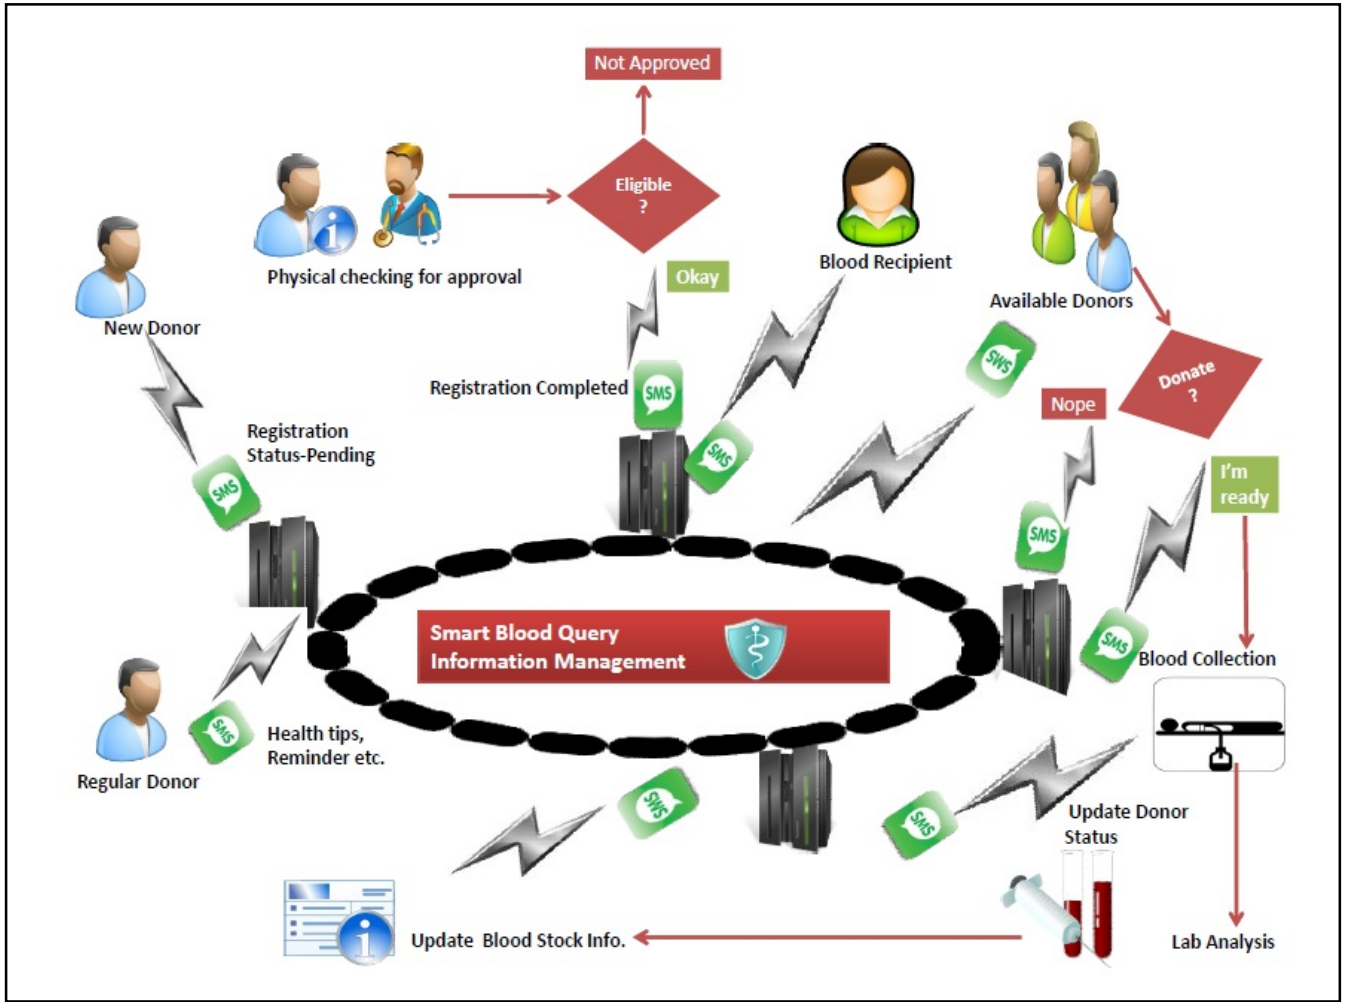 Not Approved
Eligible
?
Physical checking for approval
Blood Recipient
Available Donors
New Donor
Okay
Registration Completed
SMS
SMS
SMS
Donate
?
Nope
I'm
ready
Registration
Status-Pending
SMS
SMS
SMS
Blood Collection
Smart Blood Query
Information Management
Regular Donor
SMS
Health tips,
Reminder etc.
SMS
SMS
Update Donor
Status
Update Blood Stock Info.
Lab Analysis